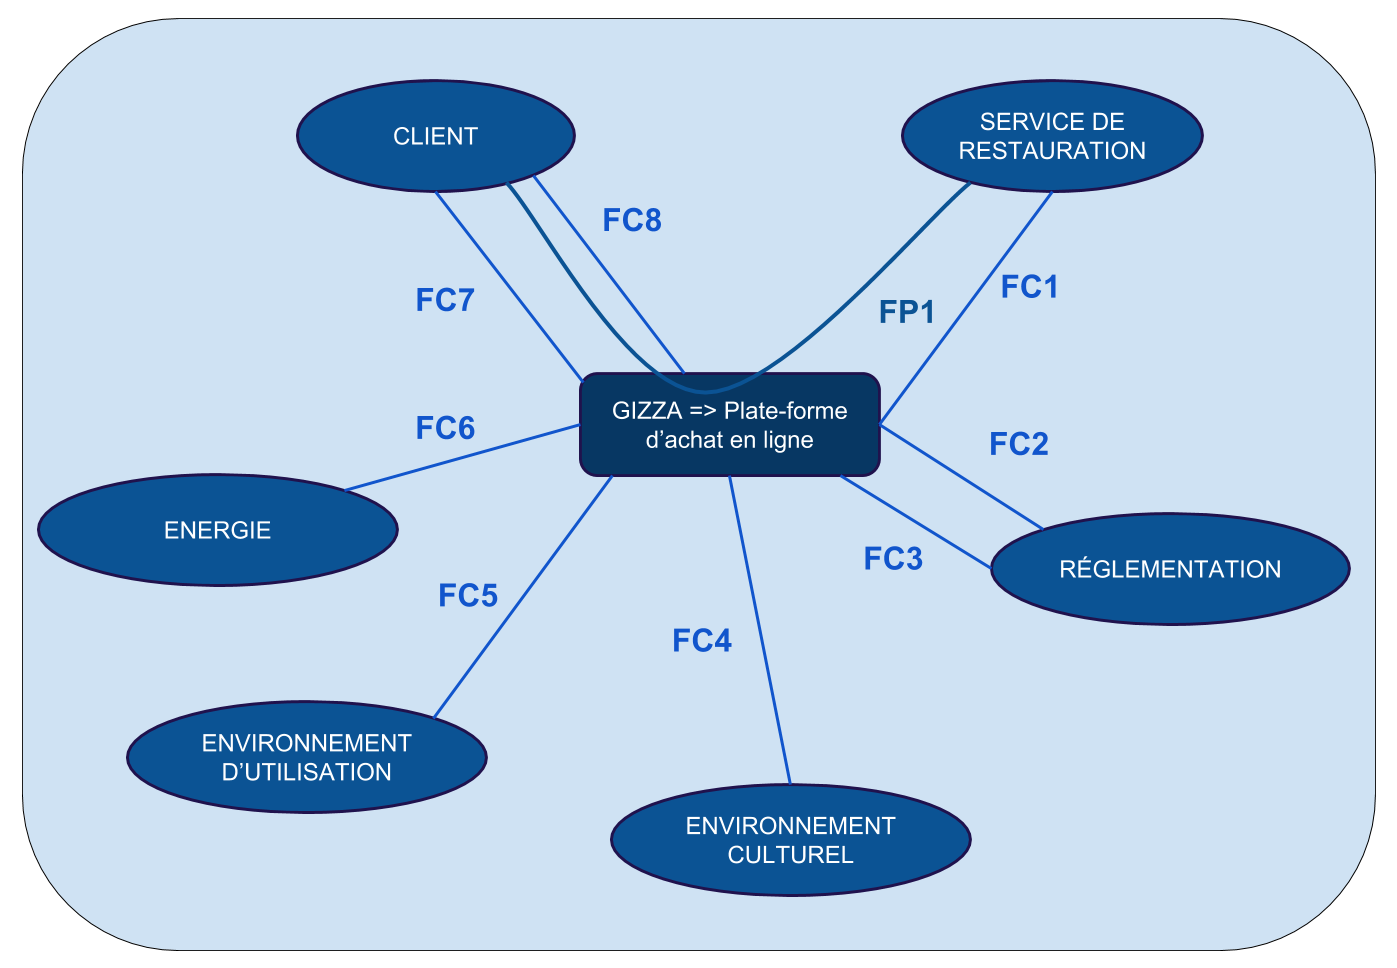 CLIENT
SERVICE DE
RESTAURATION
FC8
FC7
FC1
FP1
GIZZA => Plate-forme
d’achat en ligne
FC6
FC2
ENERGIE
FC3
RÉGLEMENTATION
FC5
FC4
ENVIRONNEMENT
D’UTILISATION
ENVIRONNEMENT
CULTUREL